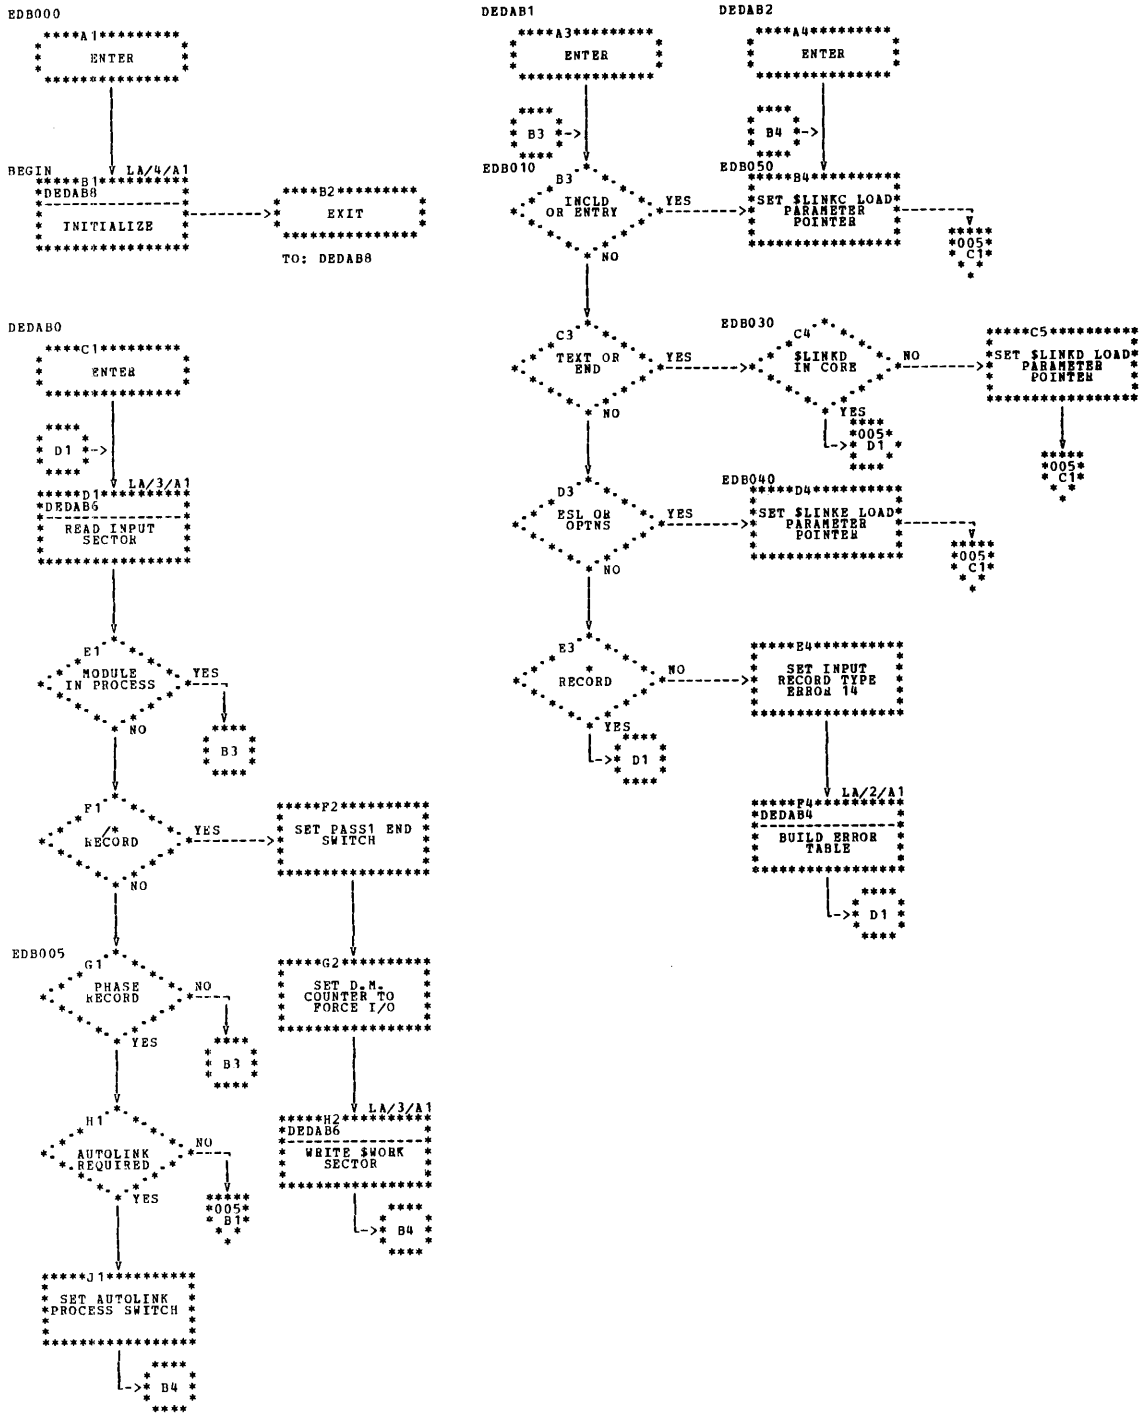 EDB000
A1
ENTER
BEGIN LA/4/A1
B1
DEDAB8
INITIALIZE
B2
EXIT
TO: DEDAB8
DEDAB0
C1
ENTER
D1
LA/3/A1
D1
DEDAB6
READ INPUT
SECTOR
E1
MODULE
IN PROCESS
YES
NO
B3
F1
/*
RECORD
YES
NO
F2
SET PASS1 END
SWITCH
EDB005
G1
PHASE
RECORD
NO
YES
B3
G2
SET D.M.
COUNTER TO
FORCE I/O
H1
AUTOLINK
REQUIRED
NO
YES
005
B1
LA/3/A1
H2
DEDAB6
WRITE $WORK
SECTOR
B4
J1
SET AUTOLINK
PROCESS SWITCH
B4
DEDAB1
A3
ENTER
B3
EDB010
B3
INCLD
OR ENTRY
YES
NO
DEDAB2
A4
ENTER
B4
EDB050
B4
SET $LINKC LOAD
PARAMETER
POINTER
005
C1
C3
TEXT OR
END
YES
NO
EDB030
C4
$LINKD
IN CORE
NO
YES
005
D1
C5
SET $LINKD LOAD
PARAMETER
POINTER
005
C1
D3
ESL OR
OPTNS
YES
NO
EDB040
D4
SET $LINKE LOAD
PARAMETER
POINTER
005
C1
E3
*
RECORD
NO
YES
D1
E4
SET INPUT
RECORD TYPE
ERROR 14
LA/2/A1
F4
DEDAB4
BUILD ERROR
TABLE
D1